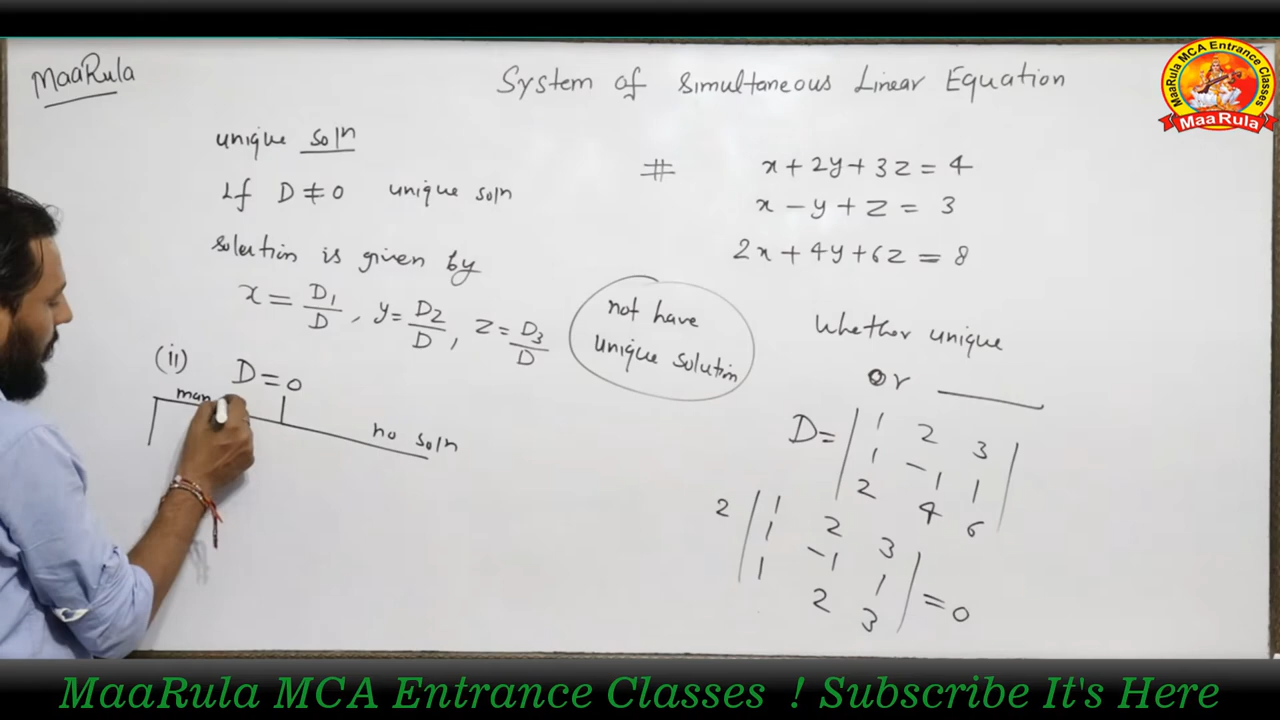 MaaRula
System of Simultaneous Linear Equation
MaaRula MCA Entrance Classes
MaaRula
unique soln
If D ≠ 0 unique soln
solution is given by
x = D1/D , y = D2/D , z = D3/D
(ii) D = 0
man
no soln
not have
unique solution
# x + 2y + 3z = 4
x - y + z = 3
2x + 4y + 6z = 8
Whether unique
or ______
D = | 1 2 3
1 -1 1
2 4 6 |
2 | 1 2 3
1 -1 1
1 2 3 | = 0
MaaRula MCA Entrance Classes ! Subscribe It's Here